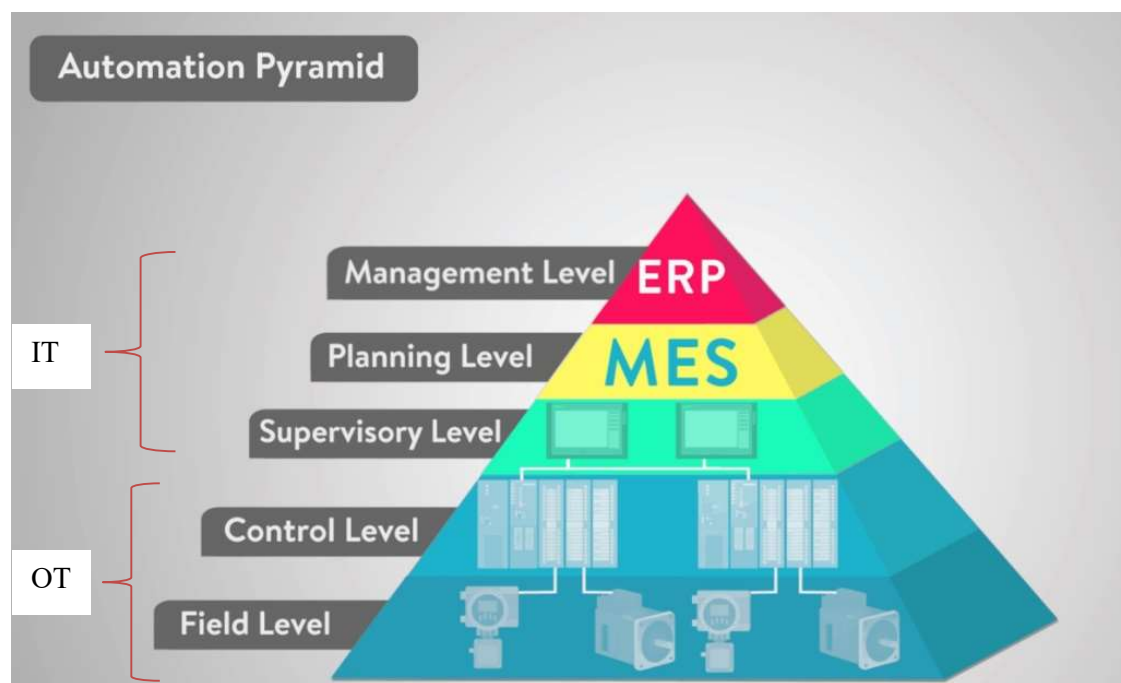 Automation Pyramid
Management Level ERP
IT
Planning Level MES
Supervisory Level
Control Level
OT
Field Level